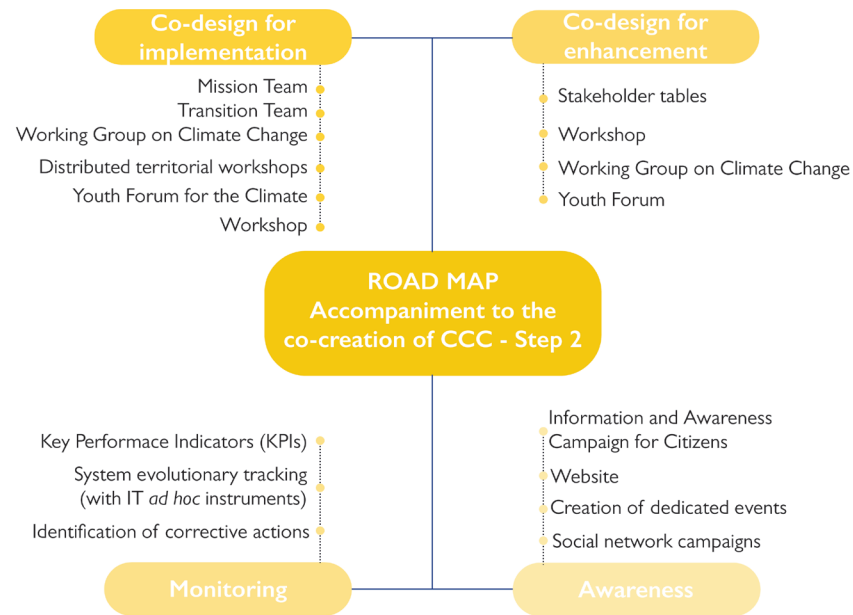 Co-design for
implementation
Mission Team
Transition Team
Working Group on Climate Change
Distributed territorial workshops
Youth Forum for the Climate
Workshop
Co-design for
enhancement
Stakeholder tables
Workshop
Working Group on Climate Change
Youth Forum
ROAD MAP
Accompaniment to the
co-creation of CCC - Step 2
Key Performace Indicators (KPIs)
System evolutionary tracking
(with IT ad hoc instruments)
Identification of corrective actions
Monitoring
Information and Awareness
Campaign for Citizens
Website
Creation of dedicated events
Social network campaigns
Awareness